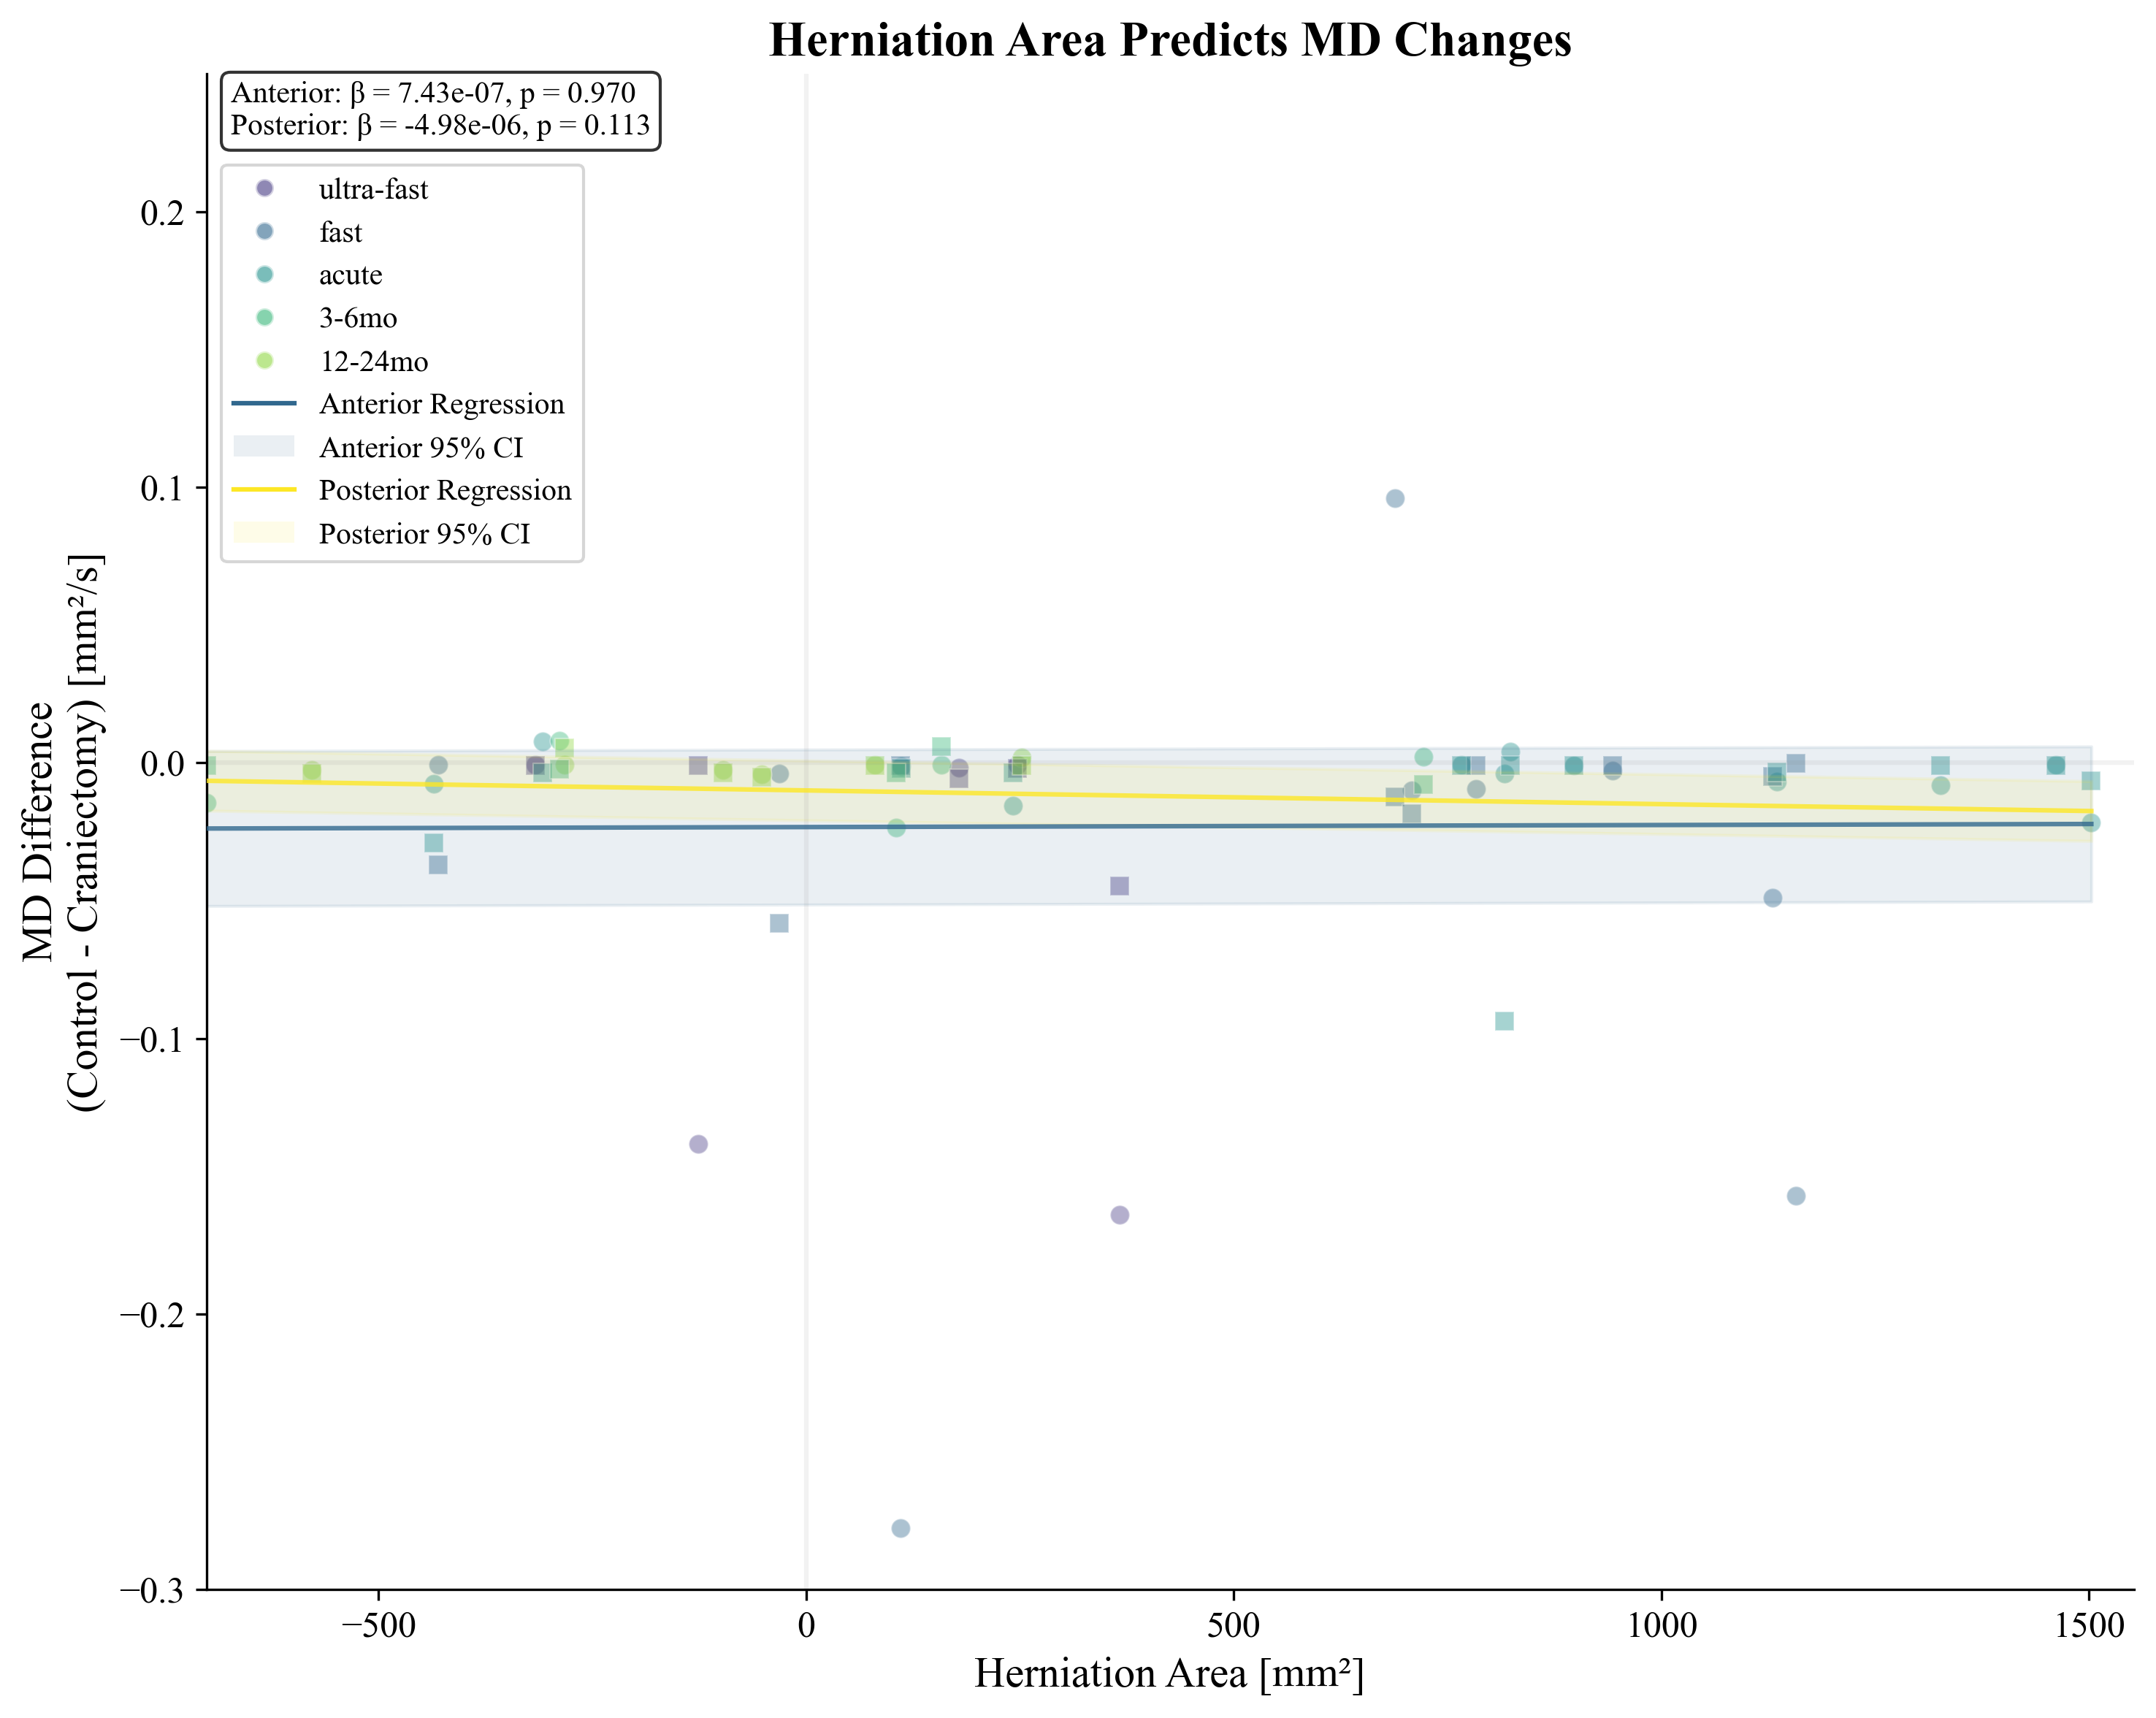 Herniation Area Predicts MD Changes
Anterior: β = 7.43e-07, p = 0.970
Posterior: β = -4.98e-06, p = 0.113
ultra-fast
fast
acute
3-6mo
12-24mo
Anterior Regression
Anterior 95% CI
Posterior Regression
Posterior 95% CI
0.2
0.1
0.0
−0.1
−0.2
−0.3
MD Difference
(Control - Craniectomy) [mm²/s]
−500
0
500
1000
1500
Herniation Area [mm²]